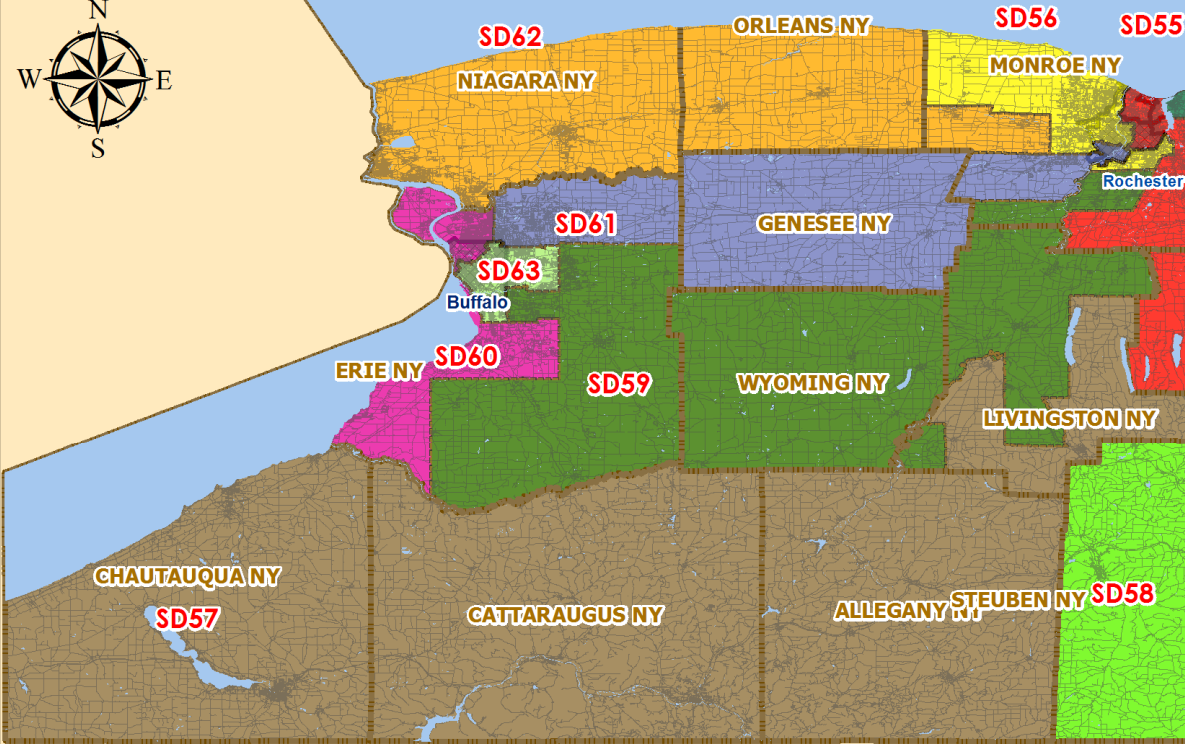 N
SD62
ORLEANS NY
SD56
SD55
W
E
NIAGARA NY
MONROE NY
S
Rochester
SD61
GENESEE NY
SD63
Buffalo
ERIE NY
SD60
SD59
WYOMING NY
LIVINGSTON NY
CHAUTAUQUA NY
SD57
CATTARAUGUS NY
ALLEGANY NY
STEUBEN NY
SD58